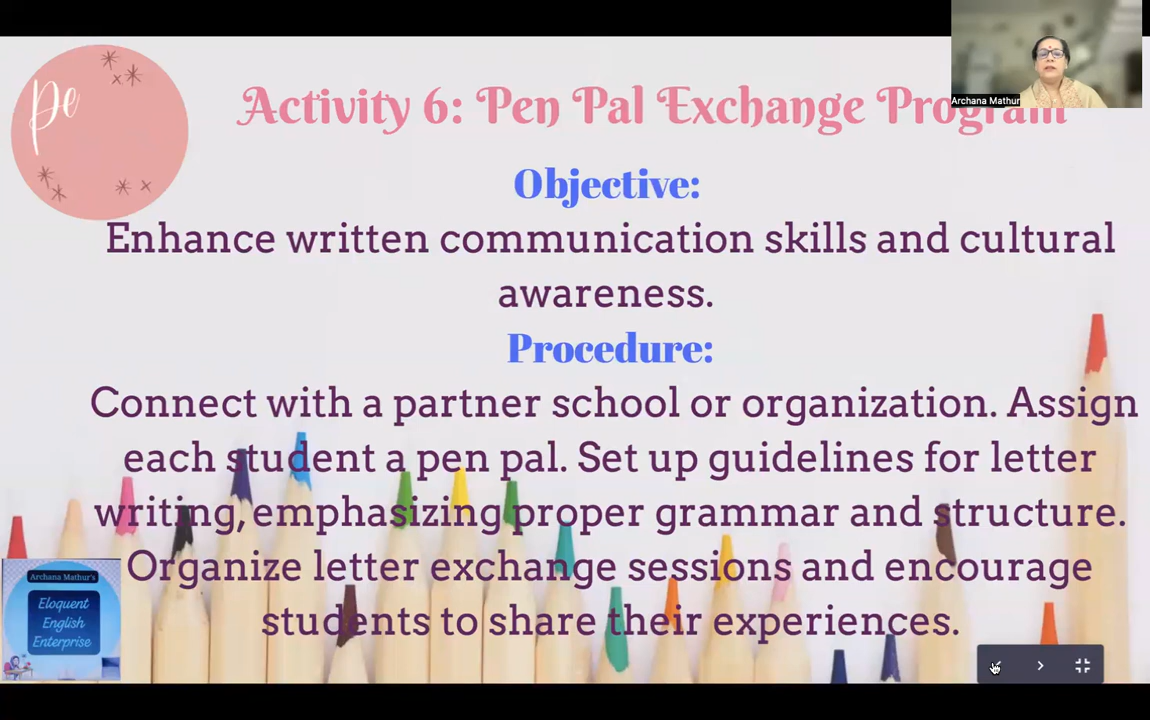 Pe
Archana Mathur
Activity 6: Pen Pal Exchange Program
Objective:
Enhance written communication skills and cultural
awareness.
Procedure:
Connect with a partner school or organization. Assign
each student a pen pal. Set up guidelines for letter
writing, emphasizing proper grammar and structure.
Organize letter exchange sessions and encourage
students to share their experiences.
Archana Mathur's
Eloquent
English
Enterprise